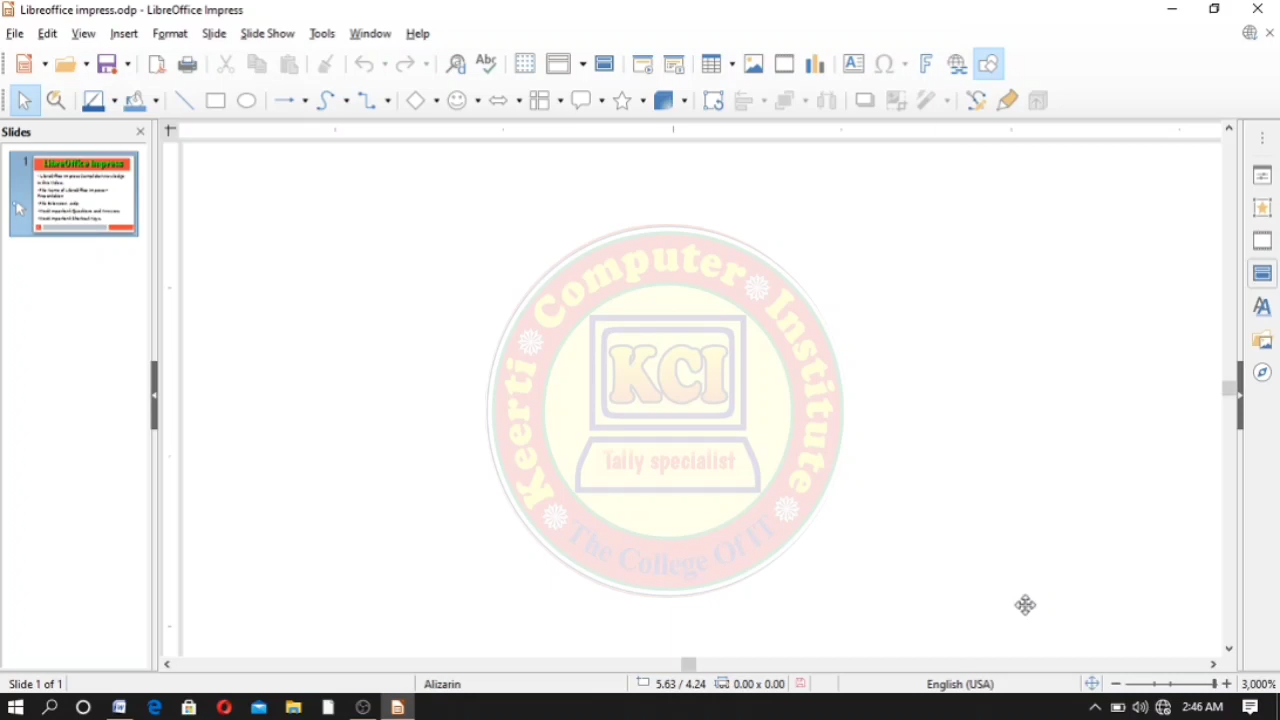 Libreoffice impress.odp - LibreOffice Impress
File Edit View Insert Format Slide Slide Show Tools Window Help
Slides
1
LibreOffice Impress
Keerti Computer Institute
KCI
Tally specialist
The College Of IT
Slide 1 of 1
Alizarin
5.63 / 4.24
0.00 x 0.00
English (USA)
3,000%
2:46 AM